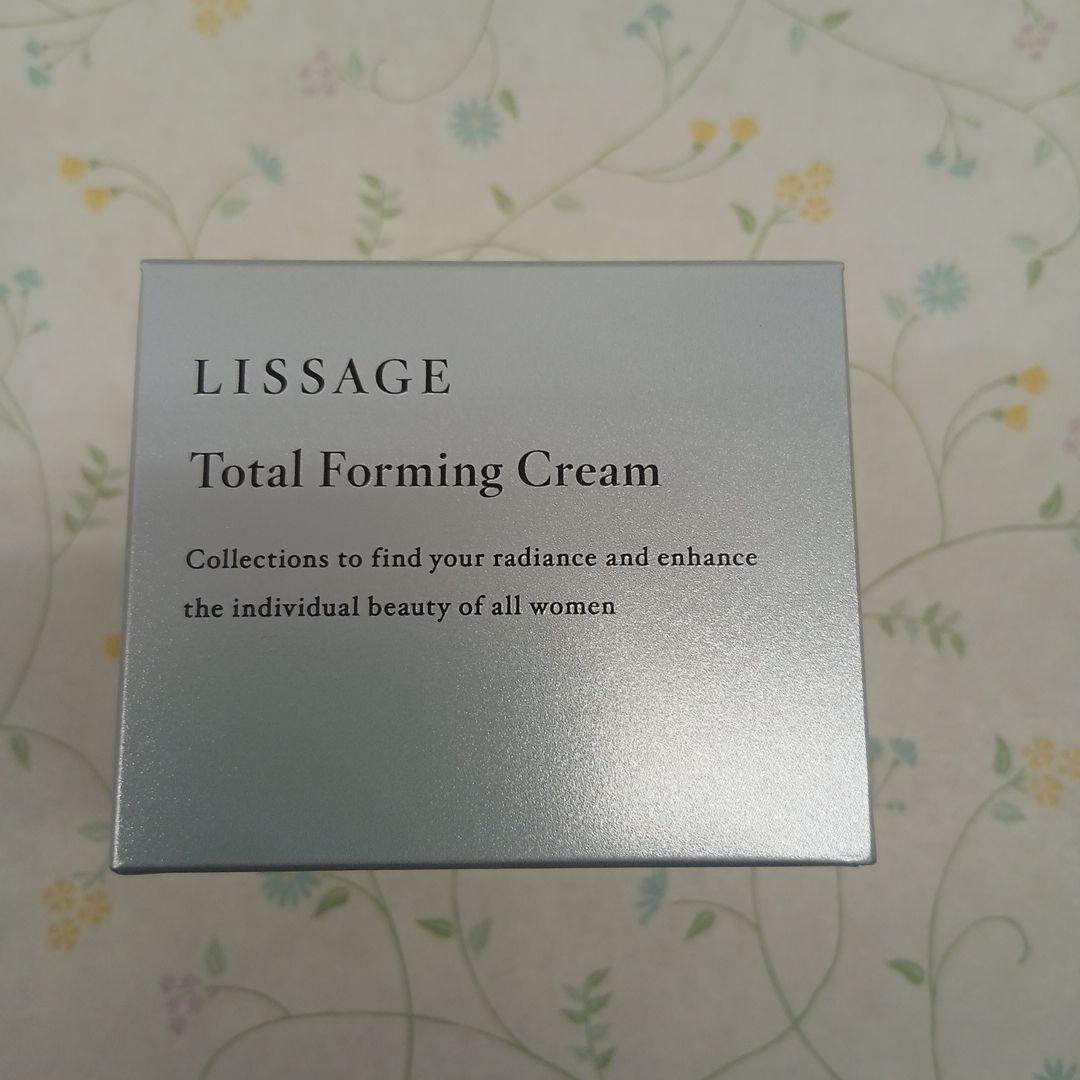 LISSAGE
Total Forming Cream
Collections to find your radiance and enhance
the individual beauty of all women